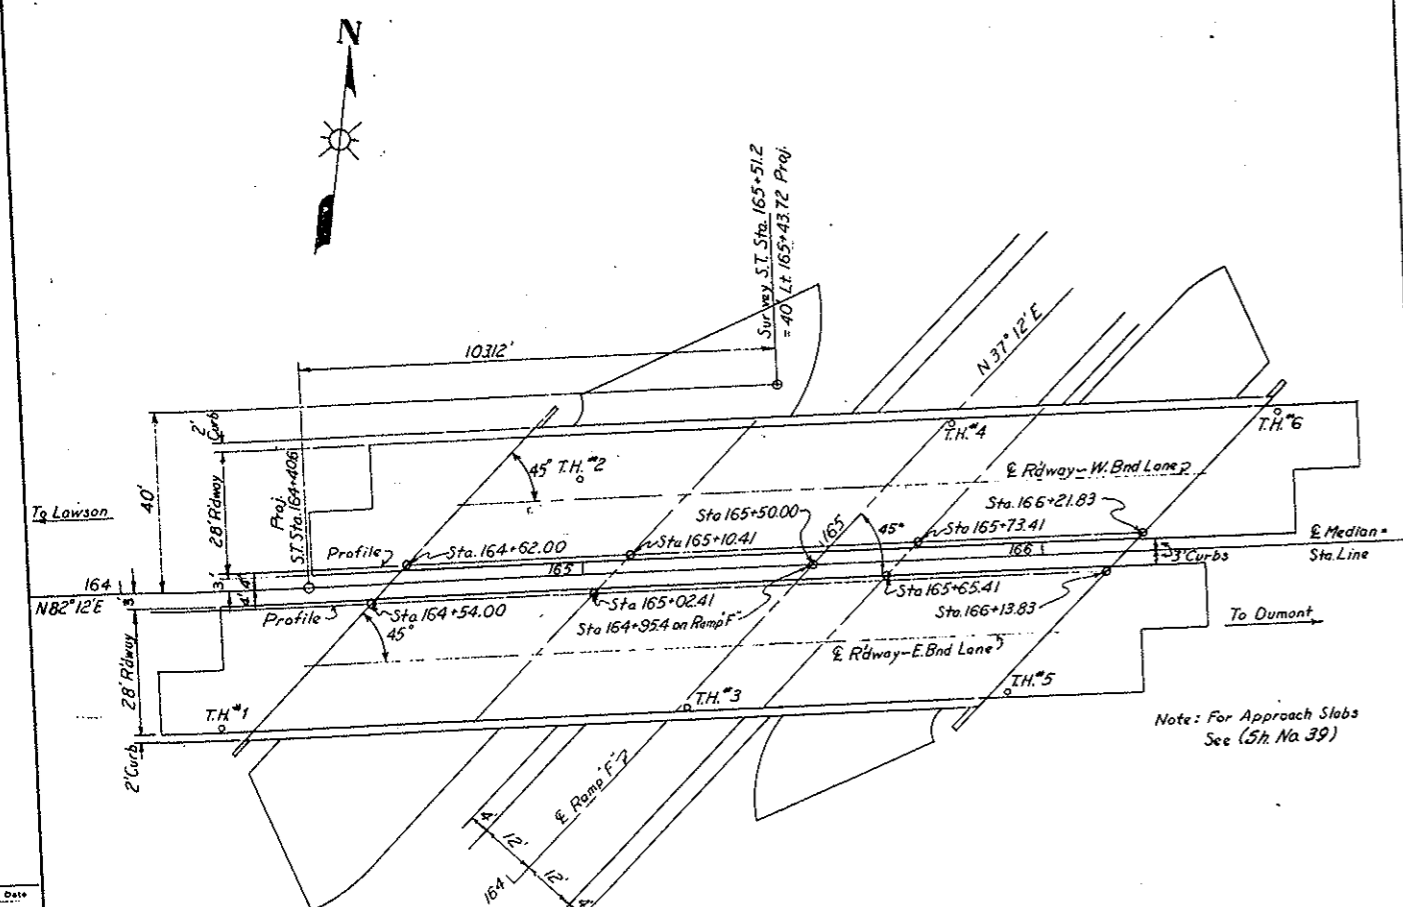 N
Survey S.T. Sta. 165+51.2
= 40' Lt. 165+43.72 Proj.
103.12'
N 37° 12' E
2' Curb
40'
28' R'dway
Proj.
S.T. Sta. 164+40.6
45°
T.H. #2
T.H. #4
T.H. #6
℄ R'dway-W. Bnd Lane
To Lawson
Sta 165+50.00
165
45°
Sta. 166+21.83
Sta 165+73.41
Profile
Sta. 164+62.00
Sta. 165+10.41
165
166
3' Curbs
℄ Median =
Sta. Line
164
N82° 12' E
3'
3'
4'
4'
Profile
Sta 164+54.00
Sta 165+02.41
Sta 164+95.4 on Ramp "F"
Sta 165+65.41
Sta. 166+13.83
45°
To Dumont
28' R'dway
℄ R'dway-E. Bnd Lane
T.H. #1
T.H. #3
T.H. #5
2' Curb
Note: For Approach Slabs
See (Sh. No. 39)
℄ Ramp "F"
4'
12'
12'
4'
164
Date